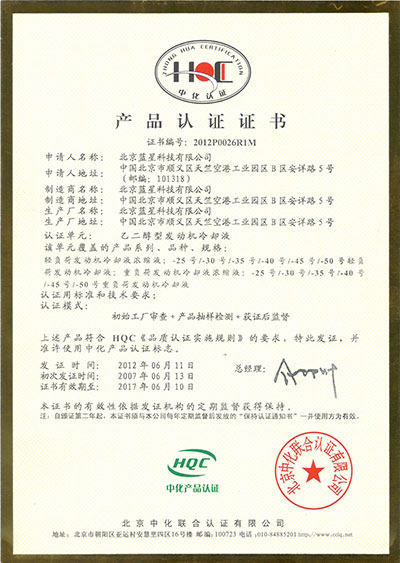 ZHONG HUA CERTIFICATION
HQC
中化认证
产品认证证书
证书编号：2012P0026R1M
申请人名称：北京蓝星科技有限公司
申请人地址：中国北京市顺义区天竺空港工业园区B区安详路5号
（邮编：101318）
制造商名称：北京蓝星科技有限公司
制造商地址：中国北京市顺义区天竺空港工业园区B区安详路5号
生产厂名称：北京蓝星科技有限公司
生产厂地址：中国北京市顺义区天竺空港工业园区B区安详路5号
认证单元：乙二醇型发动机冷却液
该单元覆盖的产品系列、品种、规格：
轻负荷发动机冷却液浓缩液；-25号/-30号/-35号/-40号/-45号/-50号轻负
荷发动机冷却液；重负荷发动机冷却液浓缩液；-25号/-30号/-35号/-40号
/-45号/-50号重负荷发动机冷却液
认证用标准和技术要求：
认证模式：
初始工厂审查+产品抽样检测+获证后监督
上述产品符合 HQC《品质认证实施规则》的要求，特此发证，并
准许使用中化产品认证标志。
发证时间：2012年06月11日
总经理：
初次发证时间：2007年06月13日
证书有效期至：2017年06月10日
本证书的有效性依据发证机构的定期监督获得保持。
注：自颁证第二年起，本证书须与本公司每年定期监督后发放的“保持认证通知书”一并使用方为有效。
HQC
中化产品认证
北京中化联合认证有限公司
北京中化联合认证有限公司
地址：北京市朝阳区亚运村安慧里四区16号楼 邮编:100723 电话:010-84885201 http://www.cclq.net